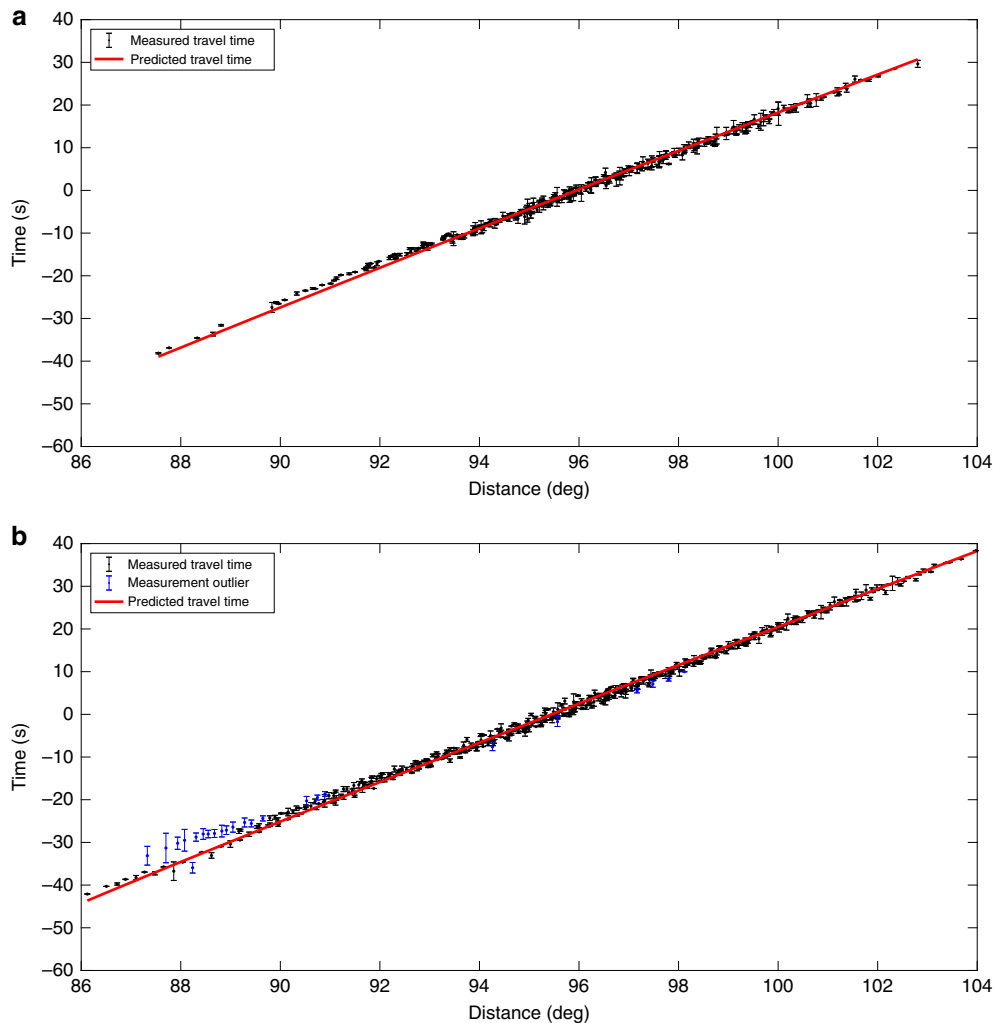 a
40
30
20
10
0
–10
–20
–30
–40
–50
–60
Time (s)
Measured travel time
Predicted travel time
86 88 90 92 94 96 98 100 102 104
Distance (deg)
b
40
30
20
10
0
–10
–20
–30
–40
–50
–60
Time (s)
Measured travel time
Measurement outlier
Predicted travel time
86 88 90 92 94 96 98 100 102 104
Distance (deg)